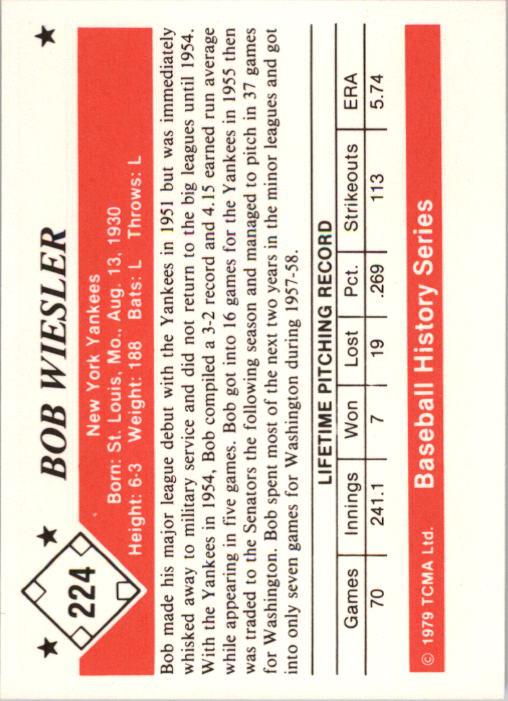 224
BOB WIESLER
New York Yankees
Born: St. Louis, Mo., Aug. 13, 1930
Height: 6-3 Weight: 188 Bats: L Throws: L
Bob made his major league debut with the Yankees in 1951 but was immediately
whisked away to military service and did not return to the big leagues until 1954.
With the Yankees in 1954, Bob compiled a 3-2 record and 4.15 earned run average
while appearing in five games. Bob got into 16 games for the Yankees in 1955 then
was traded to the Senators the following season and managed to pitch in 37 games
for Washington. Bob spent most of the next two years in the minor leagues and got
into only seven games for Washington during 1957-58.
LIFETIME PITCHING RECORD
Games Innings Won Lost Pct. Strikeouts ERA
70 241.1 7 19 .269 113 5.74
© 1979 TCMA Ltd. Baseball History Series